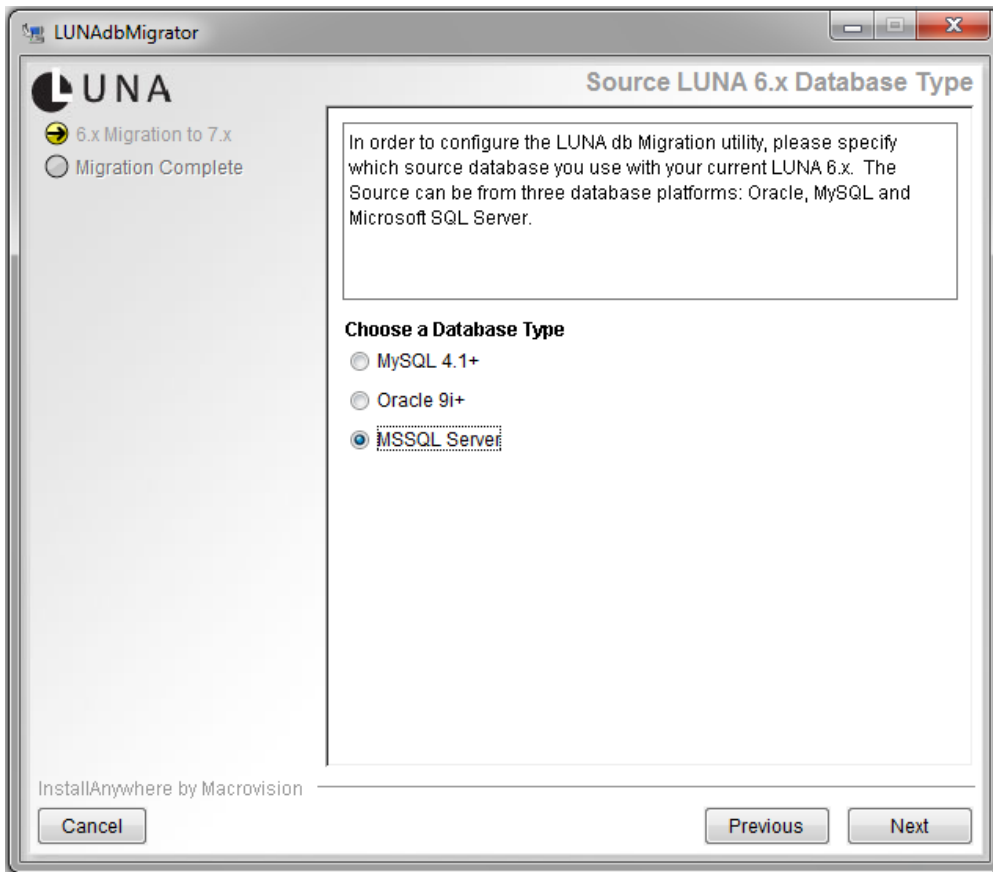 LUNAdbMigrator
LUNA
Source LUNA 6.x Database Type
6.x Migration to 7.x
Migration Complete
In order to configure the LUNA db Migration utility, please specify
which source database you use with your current LUNA 6.x. The
Source can be from three database platforms: Oracle, MySQL and
Microsoft SQL Server.
Choose a Database Type
MySQL 4.1+
Oracle 9i+
MSSQL Server
InstallAnywhere by Macrovision
Cancel
Previous
Next